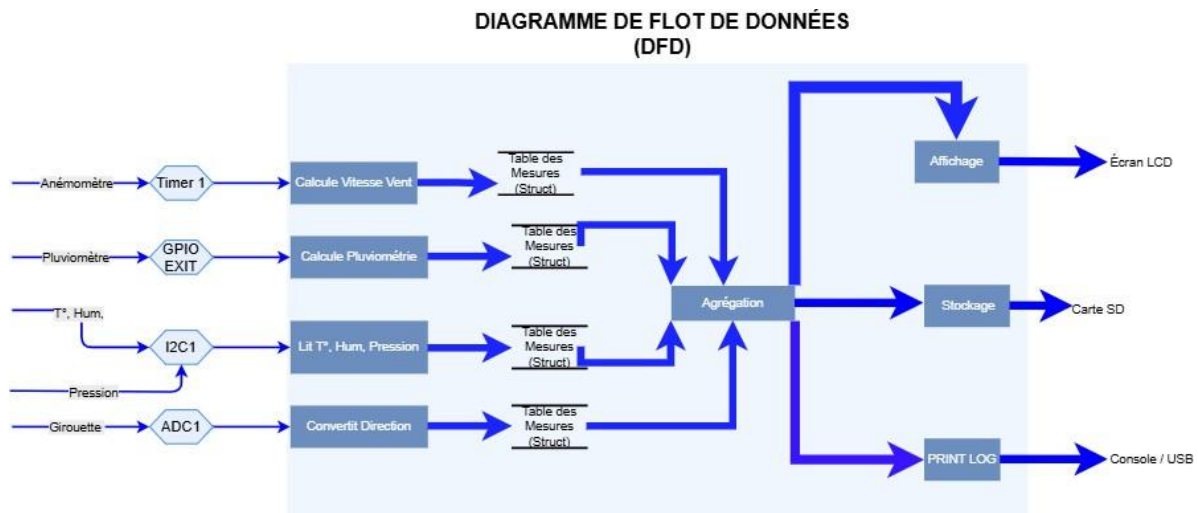 DIAGRAMME DE FLOT DE DONNÉES
(DFD)
Anémomètre
Timer 1
Calcule Vitesse Vent
Table des
Mesures
(Struct)
Affichage
Écran LCD
Pluviomètre
GPIO
EXIT
Calcule Pluviométrie
Table des
Mesures
(Struct)
Agrégation
Stockage
Carte SD
T°, Hum,
I2C1
Pression
Lit T°, Hum, Pression
Table des
Mesures
(Struct)
Girouette
ADC1
Convertit Direction
Table des
Mesures
(Struct)
PRINT LOG
Console / USB